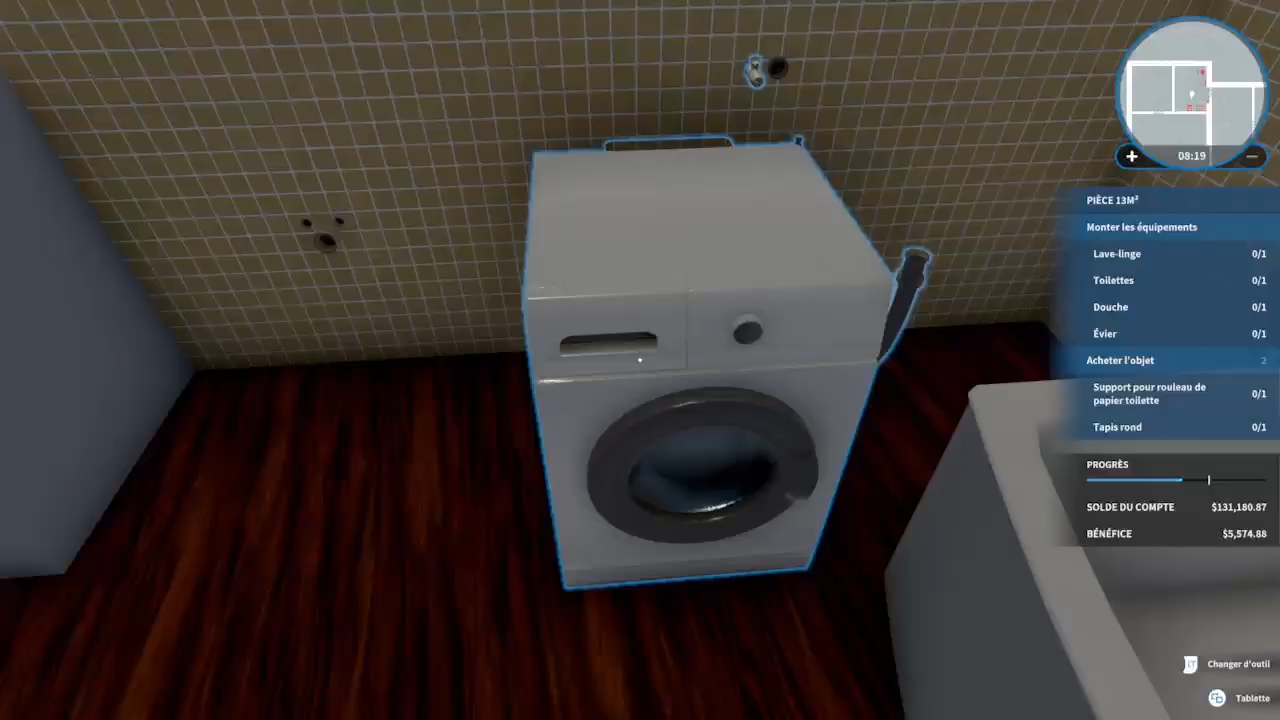 08:19
PIÈCE 13M²
Monter les équipements
Lave-linge 0/1
Toilettes 0/1
Douche 0/1
Évier 0/1
Acheter l'objet 2
Support pour rouleau de
papier toilette 0/1
Tapis rond 0/1
PROGRÈS
SOLDE DU COMPTE $131,180.87
BÉNÉFICE $5,574.88
LT Changer d'outil
Tablette